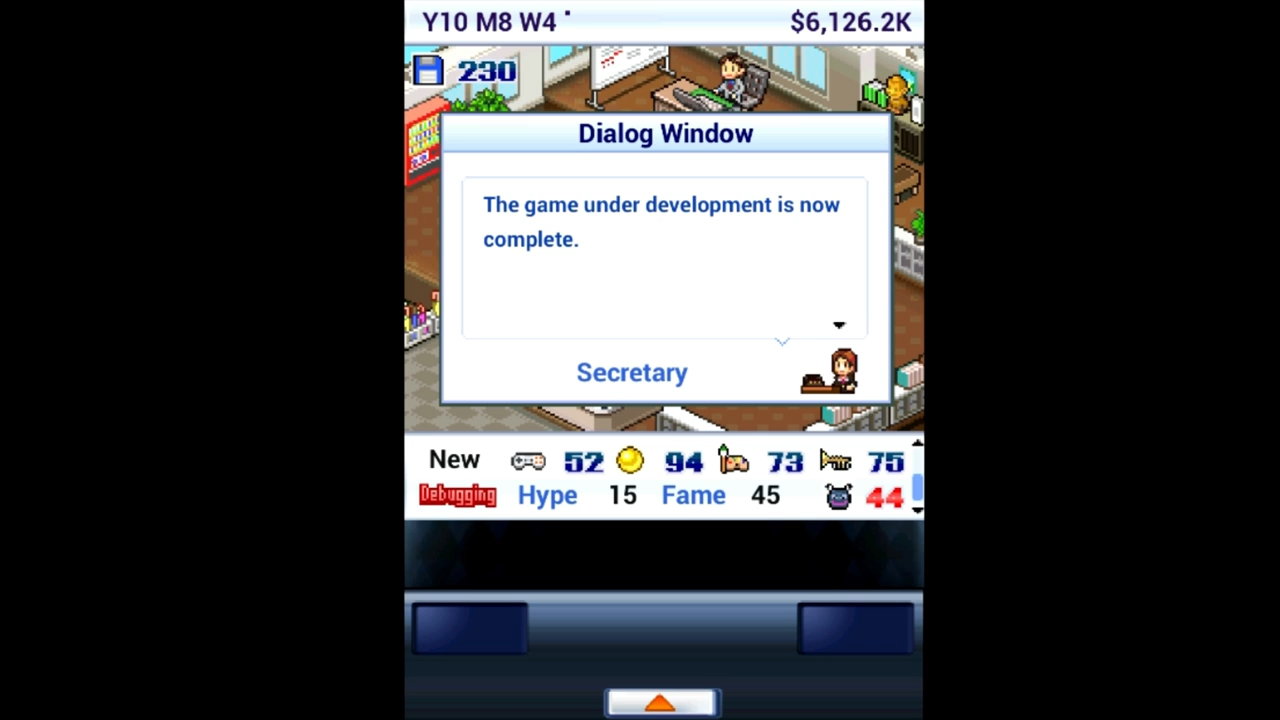 Y10 M8 W4 $6,126.2K
230
Dialog Window
The game under development is now
complete.
Secretary
New 52 94 73 75
Debugging Hype 15 Fame 45 44